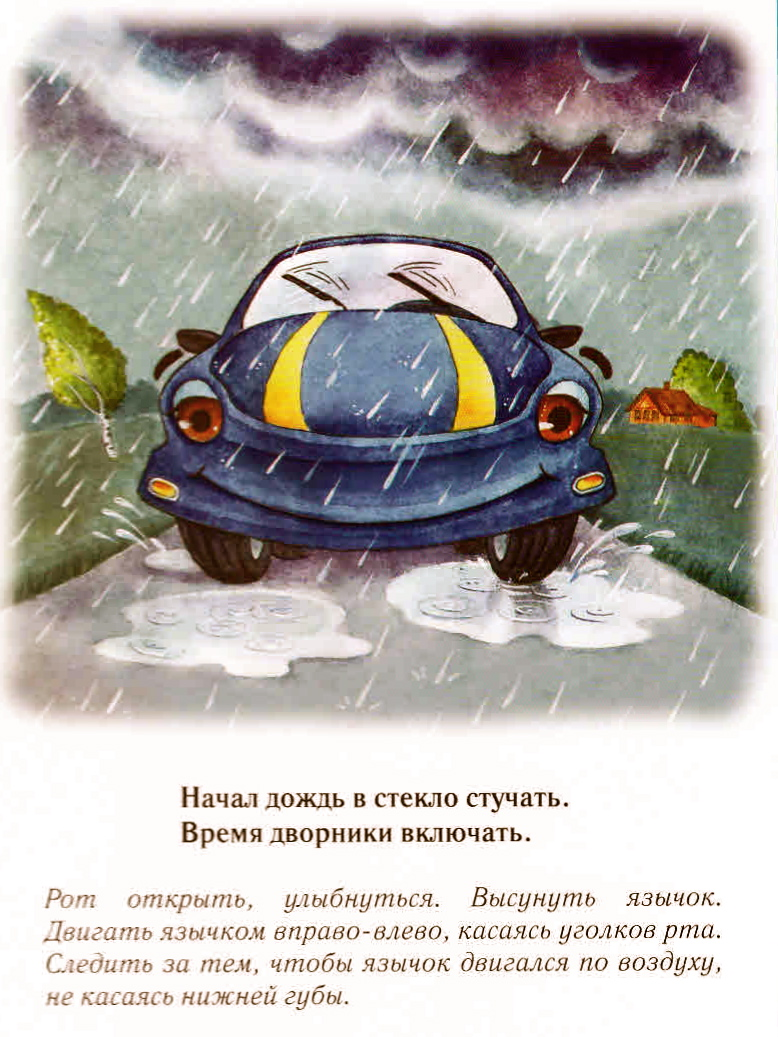 Начал дождь в стекло стучать.
Время дворники включать.
Рот открыть, улыбнуться. Высунуть язычок.
Двигать язычком вправо-влево, касаясь уголков рта.
Следить за тем, чтобы язычок двигался по воздуху,
не касаясь нижней губы.